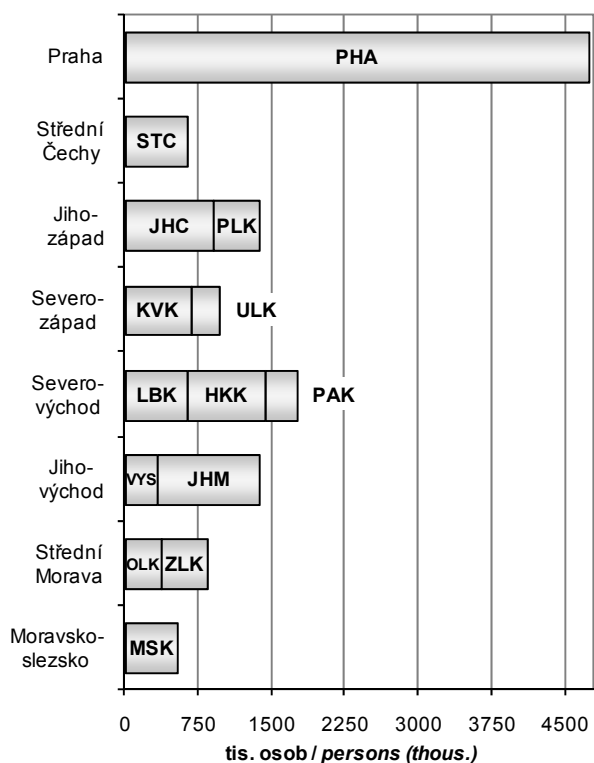 Praha
PHA
Střední
Čechy
STC
Jiho-
západ
JHC PLK
Severo-
západ
KVK ULK
Severo-
východ
LBK HKK PAK
Jiho-
východ
VYS JHM
Střední
Morava
OLK ZLK
Moravsko-
slezsko
MSK
0 750 1500 2250 3000 3750 4500
tis. osob / persons (thous.)